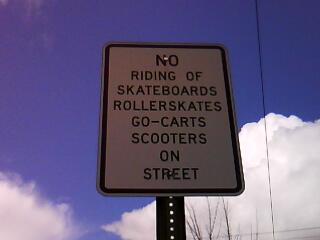 NO
RIDING OF
SKATEBOARDS
ROLLERSKATES
GO-CARTS
SCOOTERS
ON
STREET